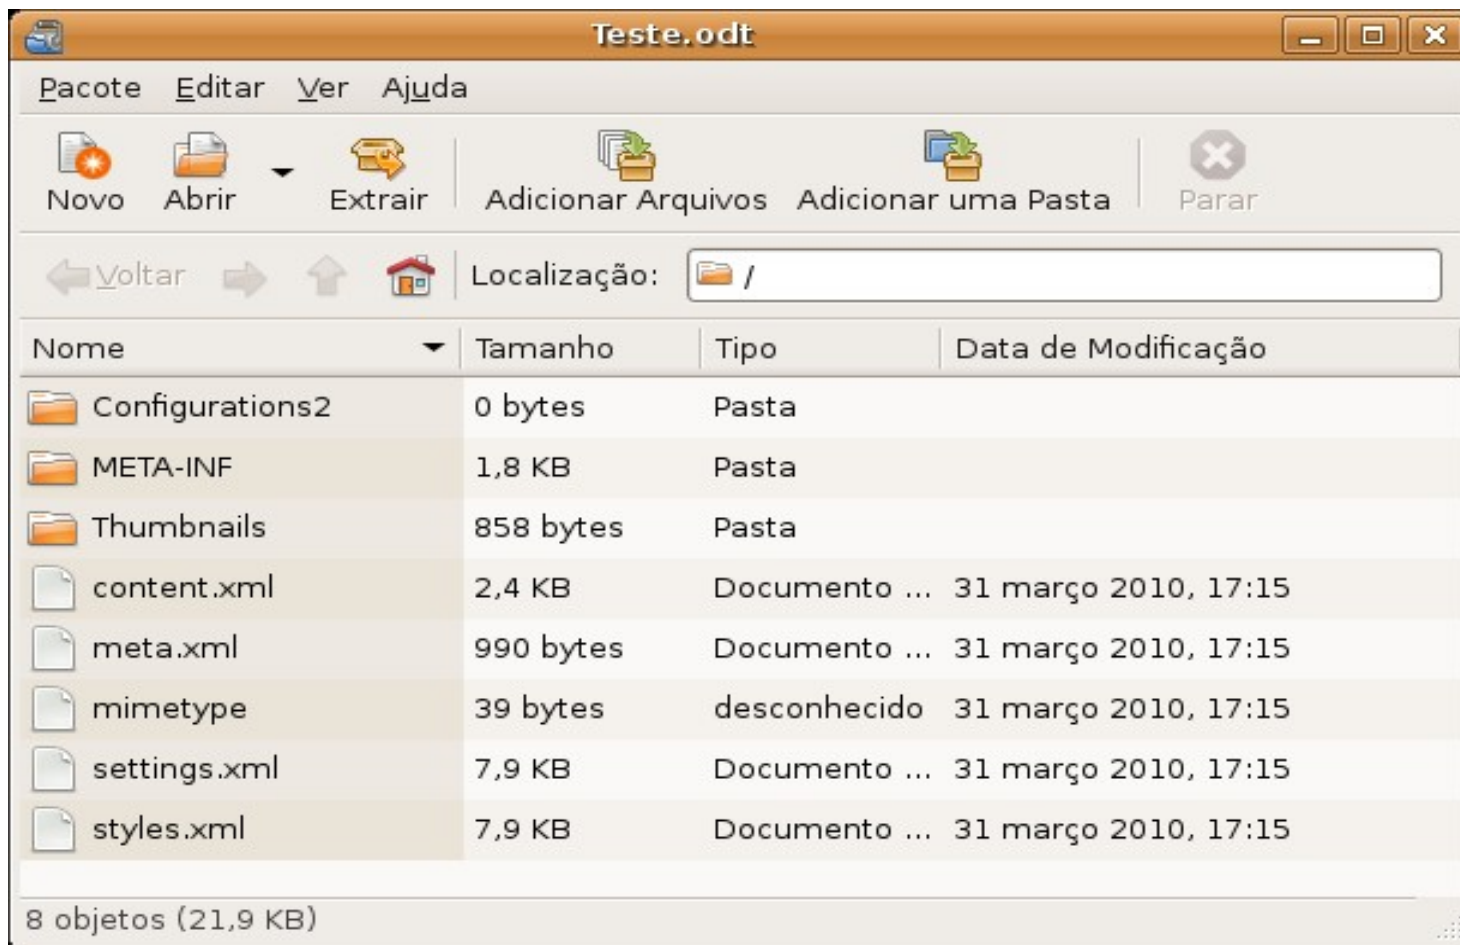 Teste.odt
Pacote Editar Ver Ajuda
Novo Abrir Extrair Adicionar Arquivos Adicionar uma Pasta Parar
Voltar Localização: /
Nome Tamanho Tipo Data de Modificação
Configurations2 0 bytes Pasta
META-INF 1,8 KB Pasta
Thumbnails 858 bytes Pasta
content.xml 2,4 KB Documento ... 31 março 2010, 17:15
meta.xml 990 bytes Documento ... 31 março 2010, 17:15
mimetype 39 bytes desconhecido 31 março 2010, 17:15
settings.xml 7,9 KB Documento ... 31 março 2010, 17:15
styles.xml 7,9 KB Documento ... 31 março 2010, 17:15
8 objetos (21,9 KB)